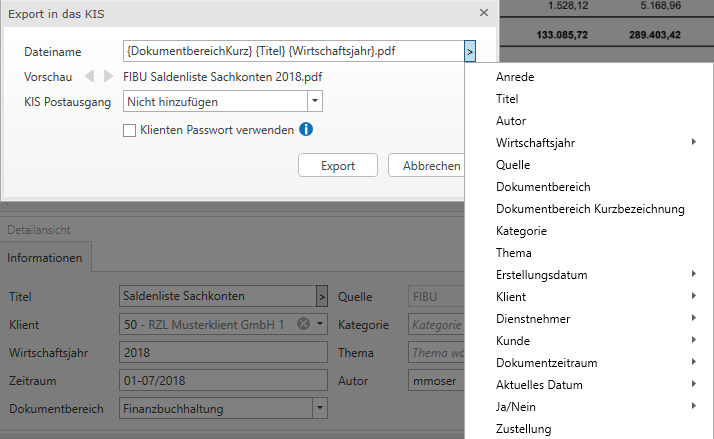 Export in das KIS
1.528,12 5.168,96
133.085,72 289.403,42
Dateiname {DokumentbereichKurz} {Titel} {Wirtschaftsjahr}.pdf >
Vorschau FIBU Saldenliste Sachkonten 2018.pdf
KIS Postausgang Nicht hinzufügen
Klienten Passwort verwenden
Export Abbrechen
Anrede
Titel
Autor
Wirtschaftsjahr
Quelle
Dokumentbereich
Dokumentbereich Kurzbezeichnung
Kategorie
Thema
Erstellungsdatum
Klient
Dienstnehmer
Kunde
Dokumentzeitraum
Aktuelles Datum
Ja/Nein
Zustellung
Detailansicht
Informationen
Titel Saldenliste Sachkonten > Quelle FIBU
Klient 50 - RZL Musterklient GmbH 1 Kategorie Kategorie
Wirtschaftsjahr 2018 Thema Thema wä
Zeitraum 01-07/2018 Autor mmoser
Dokumentbereich Finanzbuchhaltung